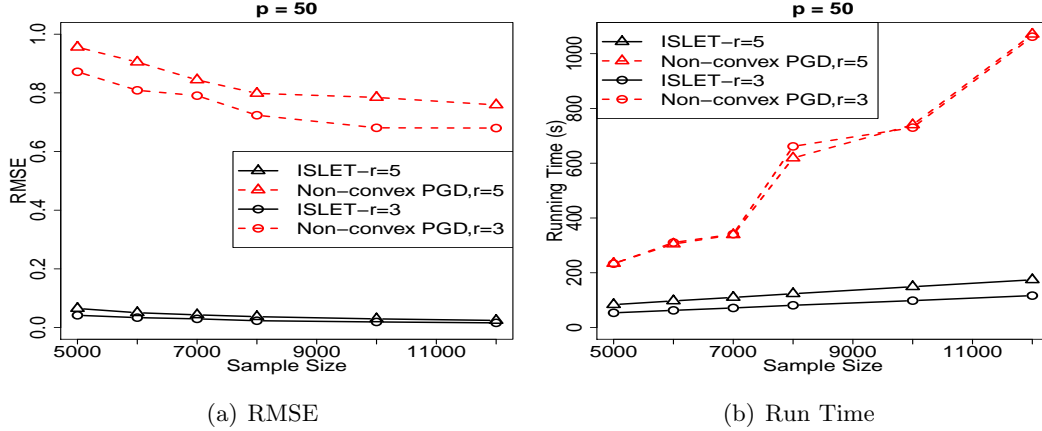 p = 50
RMSE
1.0
0.8
0.6
0.4
0.2
0.0
ISLET−r=5
Non−convex PGD,r=5
ISLET−r=3
Non−convex PGD,r=3
5000 7000 9000 11000
Sample Size
(a) RMSE
p = 50
Running Time (s)
1000
800
600
400
200
0
ISLET−r=5
Non−convex PGD,r=5
ISLET−r=3
Non−convex PGD,r=3
5000 7000 9000 11000
Sample Size
(b) Run Time